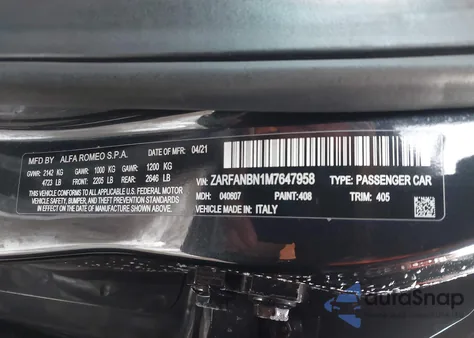 MFD BY ALFA ROMEO S.P.A. DATE OF MFR: 04/21
GVWR: 2142 KG GAWR: 1000 KG GAWR: 1200 KG
4723 LB FRONT: 2205 LB REAR: 2646 LB
THIS VEHICLE CONFORMS TO ALL APPLICABLE FEDERAL MOTOR
VEHICLE SAFETY, BUMPER, AND THEFT PREVENTION STANDARDS
IN EFFECT ON THE DATE OF MANUFACTURE SHOWN ABOVE.
VIN: ZARFANBN1M7647958 TYPE: PASSENGER CAR
MDH: 040607 PAINT: 408 TRIM: 405
VEHICLE MADE IN: ITALY
AuraSnap